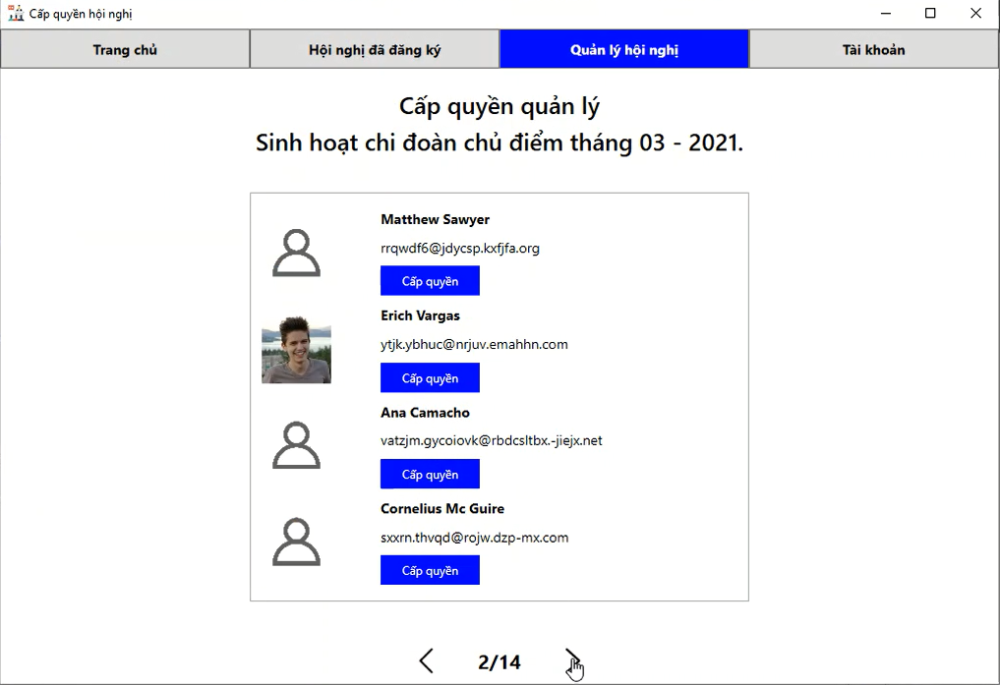 Cấp quyền hội nghị
Trang chủ
Hội nghị đã đăng ký
Quản lý hội nghị
Tài khoản
Cấp quyền quản lý
Sinh hoạt chi đoàn chủ điểm tháng 03 - 2021.
Matthew Sawyer
rrqwdf6@jdycsp.kxfjfa.org
Cấp quyền
Erich Vargas
ytjk.ybhuc@nrjuv.emahhn.com
Cấp quyền
Ana Camacho
vatzjm.gycoiovk@rbdcsltbx.-jiejx.net
Cấp quyền
Cornelius Mc Guire
sxxrn.thvqd@rojw.dzp-mx.com
Cấp quyền
2/14